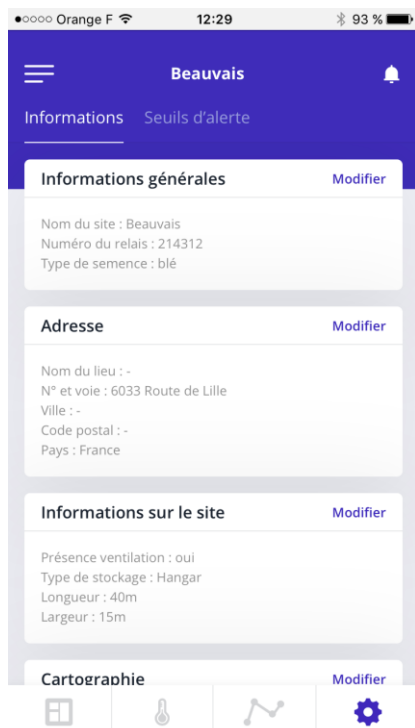 Orange F 12:29 93 %
Beauvais
Informations Seuils d'alerte
Informations générales Modifier
Nom du site : Beauvais
Numéro du relais : 214312
Type de semence : blé
Adresse Modifier
Nom du lieu : -
N° et voie : 6033 Route de Lille
Ville : -
Code postal : -
Pays : France
Informations sur le site Modifier
Présence ventilation : oui
Type de stockage : Hangar
Longueur : 40m
Largeur : 15m
Cartographie Modifier